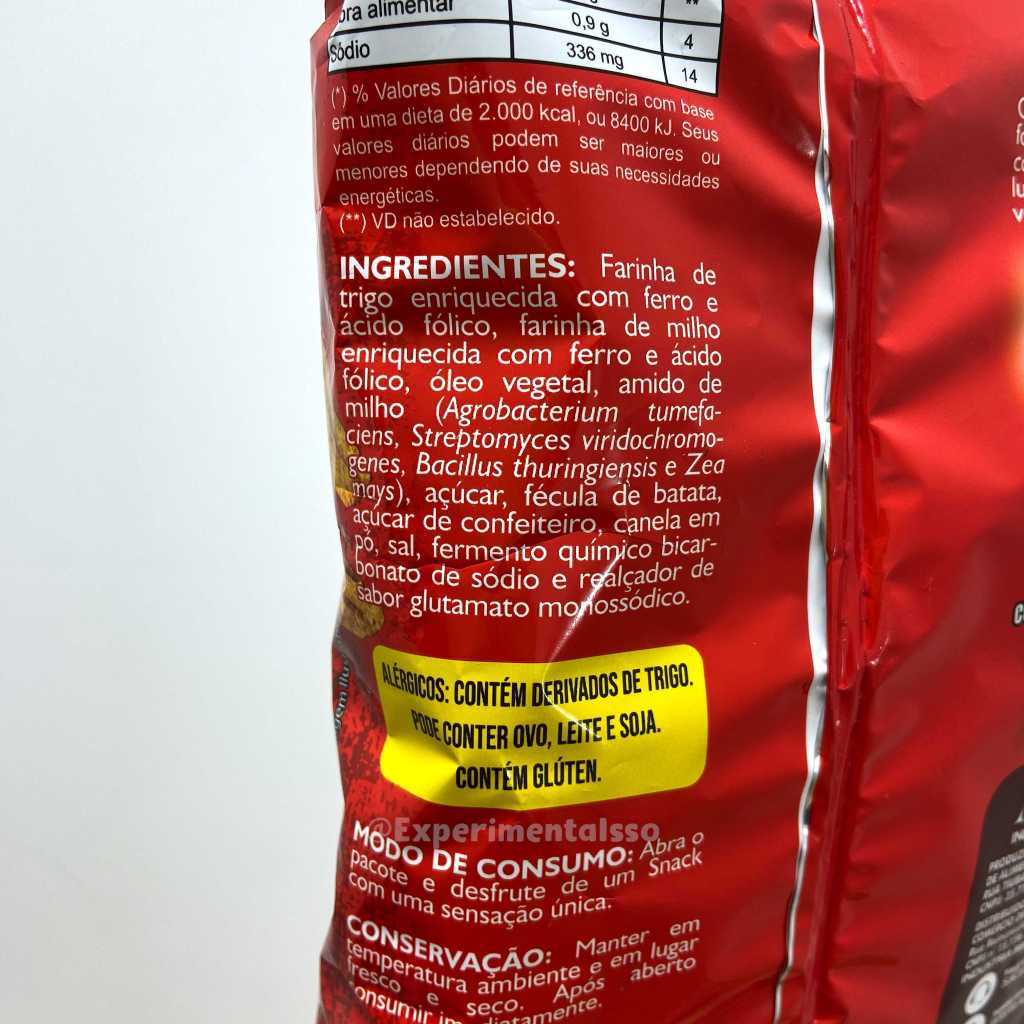 bra alimentar 0,9 g 4
Sódio 336 mg 14
(*) % Valores Diários de referência com base
em uma dieta de 2.000 kcal, ou 8400 kJ. Seus
valores diários podem ser maiores ou
menores dependendo de suas necessidades
energéticas.
(**) VD não estabelecido.
INGREDIENTES: Farinha de
trigo enriquecida com ferro e
ácido fólico, farinha de milho
enriquecida com ferro e ácido
fólico, óleo vegetal, amido de
milho (Agrobacterium tumefa-
ciens, Streptomyces viridochromo-
genes, Bacillus thuringiensis e Zea
mays), açúcar, fécula de batata,
açúcar de confeiteiro, canela em
pó, sal, fermento químico bicar-
bonato de sódio e realçador de
sabor glutamato monossódico.
ALÉRGICOS: CONTÉM DERIVADOS DE TRIGO.
PODE CONTER OVO, LEITE E SOJA.
CONTÉM GLÚTEN.
@Experimentalsso
MODO DE CONSUMO: Abra o
pacote e desfrute de um Snack
com uma sensação única.
CONSERVAÇÃO: Manter em
temperatura ambiente e em lugar
fresco e seco. Após aberto